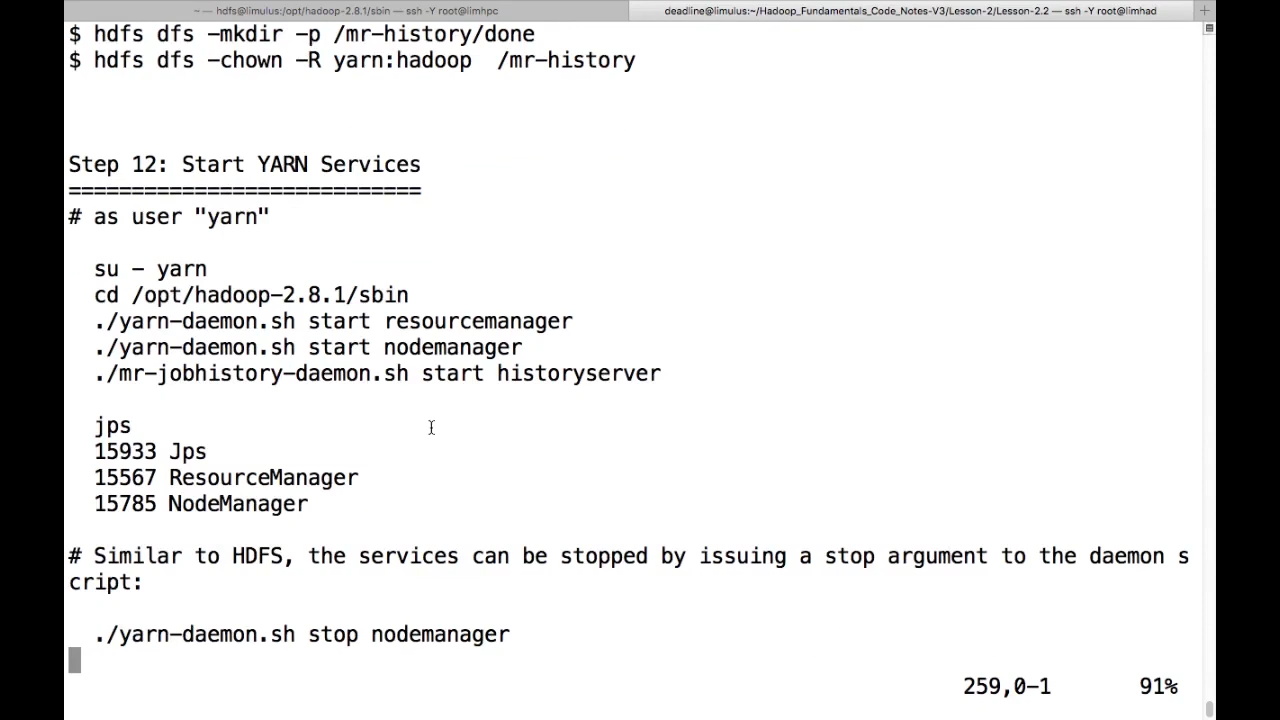 ~ — hdfs@limulus:/opt/hadoop-2.8.1/sbin — ssh -Y root@limhpc
deadline@limulus:~/Hadoop_Fundamentals_Code_Notes-V3/Lesson-2/Lesson-2.2 — ssh -Y root@limhad
$ hdfs dfs -mkdir -p /mr-history/done
$ hdfs dfs -chown -R yarn:hadoop  /mr-history
Step 12: Start YARN Services
============================
# as user "yarn"
su - yarn
cd /opt/hadoop-2.8.1/sbin
./yarn-daemon.sh start resourcemanager
./yarn-daemon.sh start nodemanager
./mr-jobhistory-daemon.sh start historyserver
jps
15933 Jps
15567 ResourceManager
15785 NodeManager
# Similar to HDFS, the services can be stopped by issuing a stop argument to the daemon s
cript:
./yarn-daemon.sh stop nodemanager
259,0-1 91%